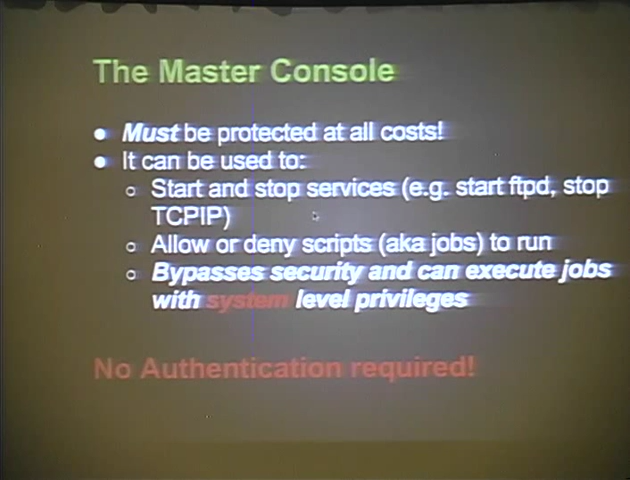 The Master Console
● Must be protected at all costs!
● It can be used to:
○ Start and stop services (e.g. start ftpd, stop
TCPIP)
○ Allow or deny scripts (aka jobs) to run
○ Bypasses security and can execute jobs
with system level privileges
No Authentication required!